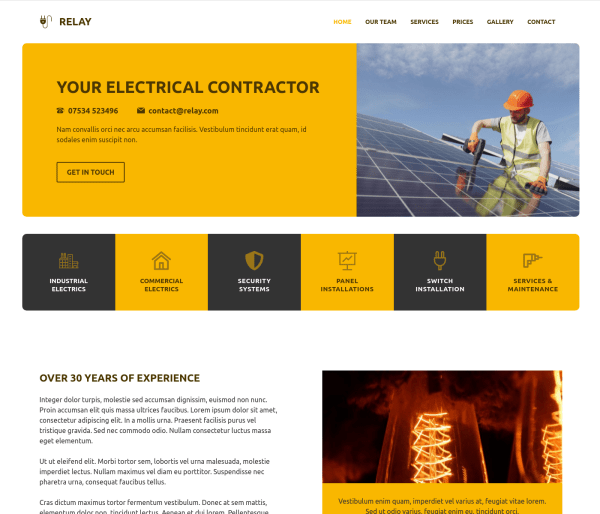 RELAY
HOME OUR TEAM SERVICES PRICES GALLERY CONTACT
YOUR ELECTRICAL CONTRACTOR
07534 523496 contact@relay.com
Nam convallis orci nec arcu accumsan facilisis. Vestibulum tincidunt erat quam, id
sodales enim suscipit non.
GET IN TOUCH
INDUSTRIAL
ELECTRICS
COMMERCIAL
ELECTRICS
SECURITY
SYSTEMS
PANEL
INSTALLATIONS
SWITCH
INSTALLATION
SERVICES &
MAINTENANCE
OVER 30 YEARS OF EXPERIENCE
Integer dolor turpis, molestie sed accumsan dignissim, euismod non nunc.
Proin accumsan elit quis massa ultrices faucibus. Lorem ipsum dolor sit amet,
consectetur adipiscing elit. In a mollis urna. Praesent facilisis purus vel
tristique gravida. Sed nec commodo odio. Nullam consectetur luctus massa
eget elementum.
Ut ut eleifend elit. Morbi tortor sem, lobortis vel urna malesuada, molestie
imperdiet lectus. Nullam maximus vel diam eu porttitor. Suspendisse nec
pharetra urna, consequat faucibus tellus.
Cras dictum maximus tortor fermentum vestibulum. Donec at sem mattis,
elementum dolor non, tincidunt lectus. Aenean et dui lorem. Pellentesque
Vestibulum enim quam, imperdiet vel varius at, feugiat vitae lorem.
Sed ut odio varius, feugiat enim eu, tincidunt orci.